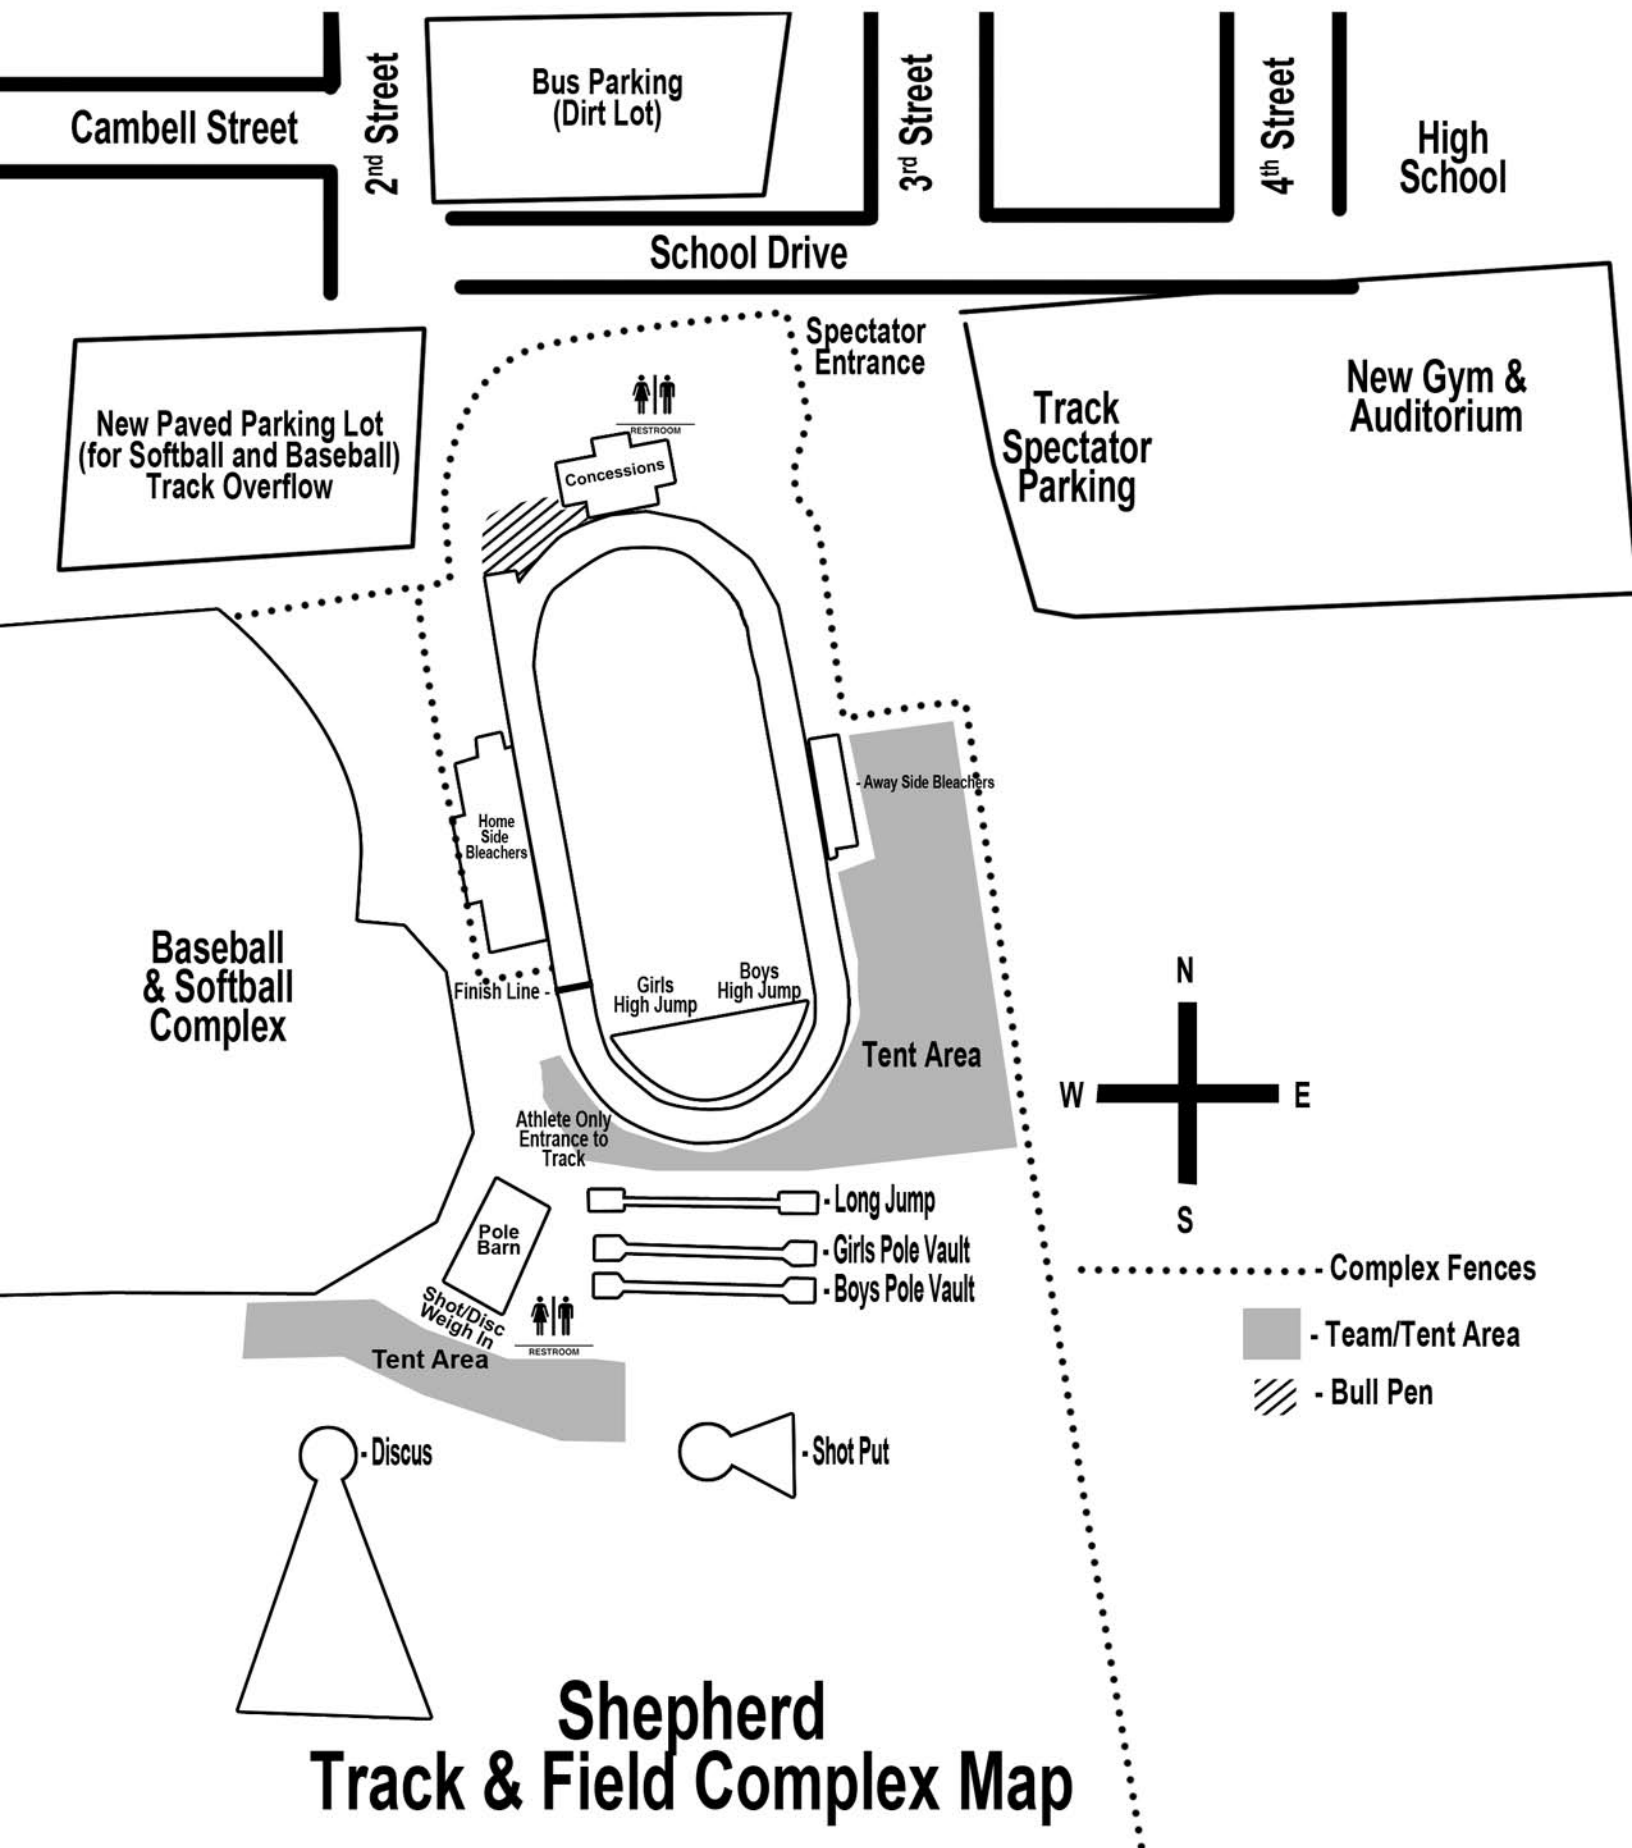 Bus Parking
(Dirt Lot)
Cambell Street
2nd Street
3rd Street
4th Street
High
School
School Drive
Spectator
Entrance
New Paved Parking Lot
(for Softball and Baseball)
Track Overflow
RESTROOM
Concessions
Track
Spectator
Parking
New Gym &
Auditorium
- Away Side Bleachers
Home
Side
Bleachers
Baseball
& Softball
Complex
Finish Line -
Girls
High Jump
Boys
High Jump
Tent Area
N
W
E
S
Athlete Only
Entrance to
Track
- Long Jump
- Girls Pole Vault
- Boys Pole Vault
Pole
Barn
Shot/Disc
Weigh In
RESTROOM
Tent Area
- Complex Fences
- Team/Tent Area
- Bull Pen
- Discus
- Shot Put
Shepherd
Track & Field Complex Map